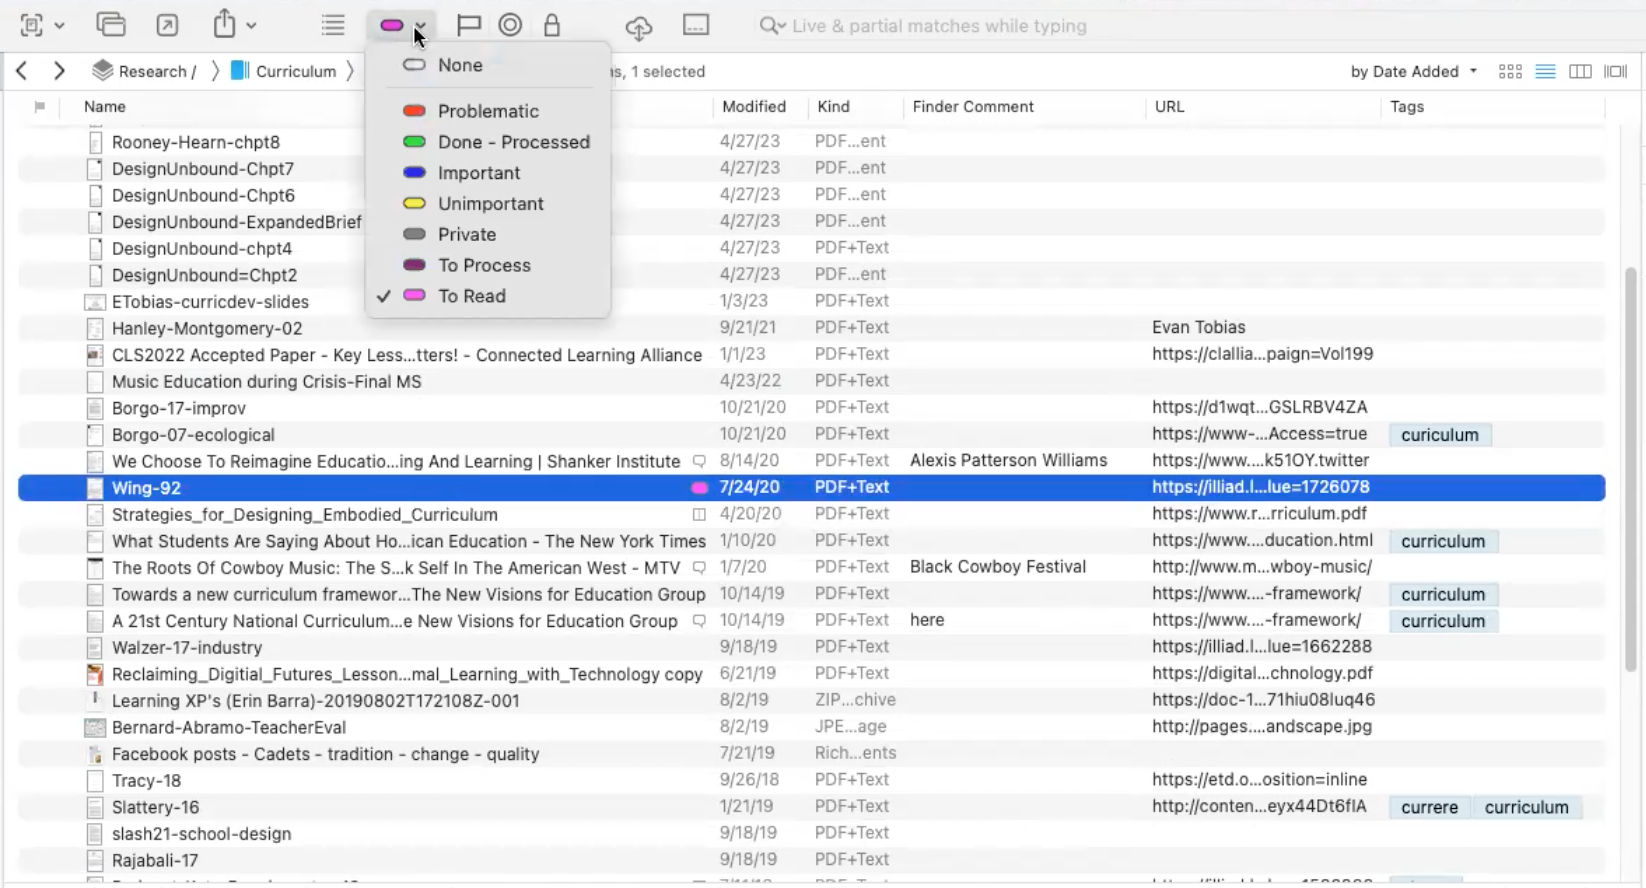 Live & partial matches while typing
Research / Curriculum s, 1 selected by Date Added
None
Problematic
Done - Processed
Important
Unimportant
Private
To Process
To Read
Name Modified Kind Finder Comment URL Tags
Rooney-Hearn-chpt8 4/27/23 PDF...ent
DesignUnbound-Chpt7 4/27/23 PDF...ent
DesignUnbound-Chpt6 4/27/23 PDF...ent
DesignUnbound-ExpandedBrief 4/27/23 PDF...ent
DesignUnbound-chpt4 4/27/23 PDF+Text
DesignUnbound=Chpt2 4/27/23 PDF...ent
ETobias-curricdev-slides 1/3/23 PDF+Text
Hanley-Montgomery-02 9/21/21 PDF+Text Evan Tobias
CLS2022 Accepted Paper - Key Less...tters! - Connected Learning Alliance 1/1/23 PDF+Text https://clallia...paign=Vol199
Music Education during Crisis-Final MS 4/23/22 PDF+Text
Borgo-17-improv 10/21/20 PDF+Text https://d1wqt...GSLRBV4ZA
Borgo-07-ecological 10/21/20 PDF+Text https://www-...Access=true curiculum
We Choose To Reimagine Educatio...ing And Learning | Shanker Institute 8/14/20 PDF+Text Alexis Patterson Williams https://www....k51OY.twitter
Wing-92 7/24/20 PDF+Text https://illiad.l...lue=1726078
Strategies_for_Designing_Embodied_Curriculum 4/20/20 PDF+Text https://www.r...rriculum.pdf
What Students Are Saying About Ho...ican Education - The New York Times 1/10/20 PDF+Text https://www....ducation.html curriculum
The Roots Of Cowboy Music: The S...k Self In The American West - MTV 1/7/20 PDF+Text Black Cowboy Festival http://www.m...wboy-music/
Towards a new curriculum framewor...The New Visions for Education Group 10/14/19 PDF+Text https://www....-framework/ curriculum
A 21st Century National Curriculum...e New Visions for Education Group 10/14/19 PDF+Text here https://www....-framework/ curriculum
Walzer-17-industry 9/18/19 PDF+Text https://illiad.l...lue=1662288
Reclaiming_Digitial_Futures_Lesson...mal_Learning_with_Technology copy 6/21/19 PDF+Text https://digital...chnology.pdf
Learning XP's (Erin Barra)-20190802T172108Z-001 8/2/19 ZIP...chive https://doc-1...71hiu08luq46
Bernard-Abramo-TeacherEval 8/2/19 JPE...age http://pages....andscape.jpg
Facebook posts - Cadets - tradition - change - quality 7/21/19 Rich...ents
Tracy-18 9/26/18 PDF+Text https://etd.o...osition=inline
Slattery-16 1/21/19 PDF+Text http://conten...eyx44Dt6fIA currere curriculum
slash21-school-design 9/18/19 PDF+Text
Rajabali-17 9/18/19 PDF+Text